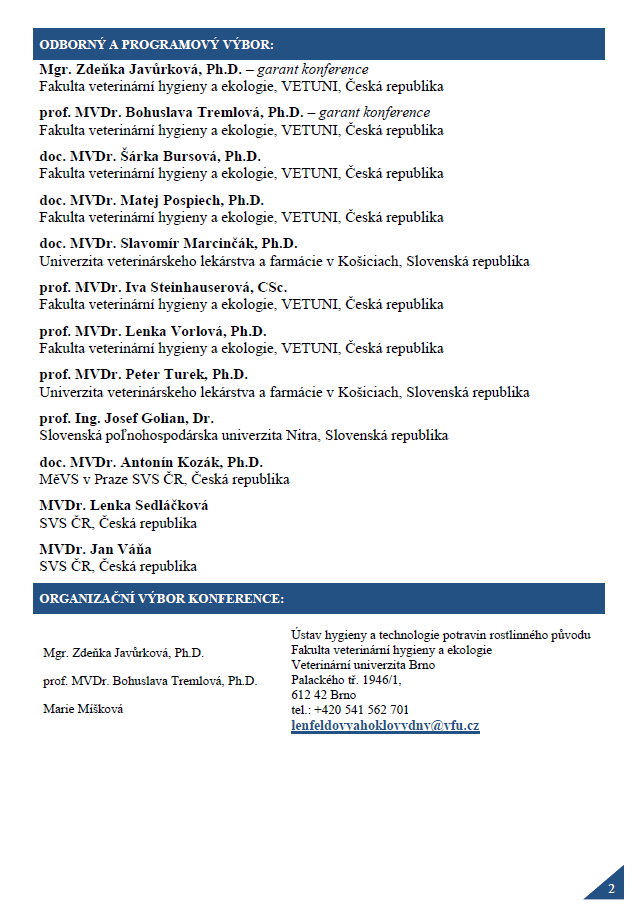 ODBORNÝ A PROGRAMOVÝ VÝBOR:
Mgr. Zdeňka Javůrková, Ph.D. – garant konference
Fakulta veterinární hygieny a ekologie, VETUNI, Česká republika
prof. MVDr. Bohuslava Tremlová, Ph.D. – garant konference
Fakulta veterinární hygieny a ekologie, VETUNI, Česká republika
doc. MVDr. Šárka Bursová, Ph.D.
Fakulta veterinární hygieny a ekologie, VETUNI, Česká republika
doc. MVDr. Matej Pospiech, Ph.D.
Fakulta veterinární hygieny a ekologie, VETUNI, Česká republika
doc. MVDr. Slavomír Marcinčák, Ph.D.
Univerzita veterinárskeho lekárstva a farmácie v Košiciach, Slovenská republika
prof. MVDr. Iva Steinhauserová, CSc.
Fakulta veterinární hygieny a ekologie, VETUNI, Česká republika
prof. MVDr. Lenka Vorlová, Ph.D.
Fakulta veterinární hygieny a ekologie, VETUNI, Česká republika
prof. MVDr. Peter Turek, Ph.D.
Univerzita veterinárskeho lekárstva a farmácie v Košiciach, Slovenská republika
prof. Ing. Josef Golian, Dr.
Slovenská poľnohospodárska univerzita Nitra, Slovenská republika
doc. MVDr. Antonín Kozák, Ph.D.
MěVS v Praze SVS ČR, Česká republika
MVDr. Lenka Sedláčková
SVS ČR, Česká republika
MVDr. Jan Váňa
SVS ČR, Česká republika
ORGANIZAČNÍ VÝBOR KONFERENCE:
Mgr. Zdeňka Javůrková, Ph.D.
prof. MVDr. Bohuslava Tremlová, Ph.D.
Marie Míšková
Ústav hygieny a technologie potravin rostlinného původu
Fakulta veterinární hygieny a ekologie
Veterinární univerzita Brno
Palackého tř. 1946/1,
612 42 Brno
tel.: +420 541 562 701
lenfeldovyahoklovydny@vfu.cz
2